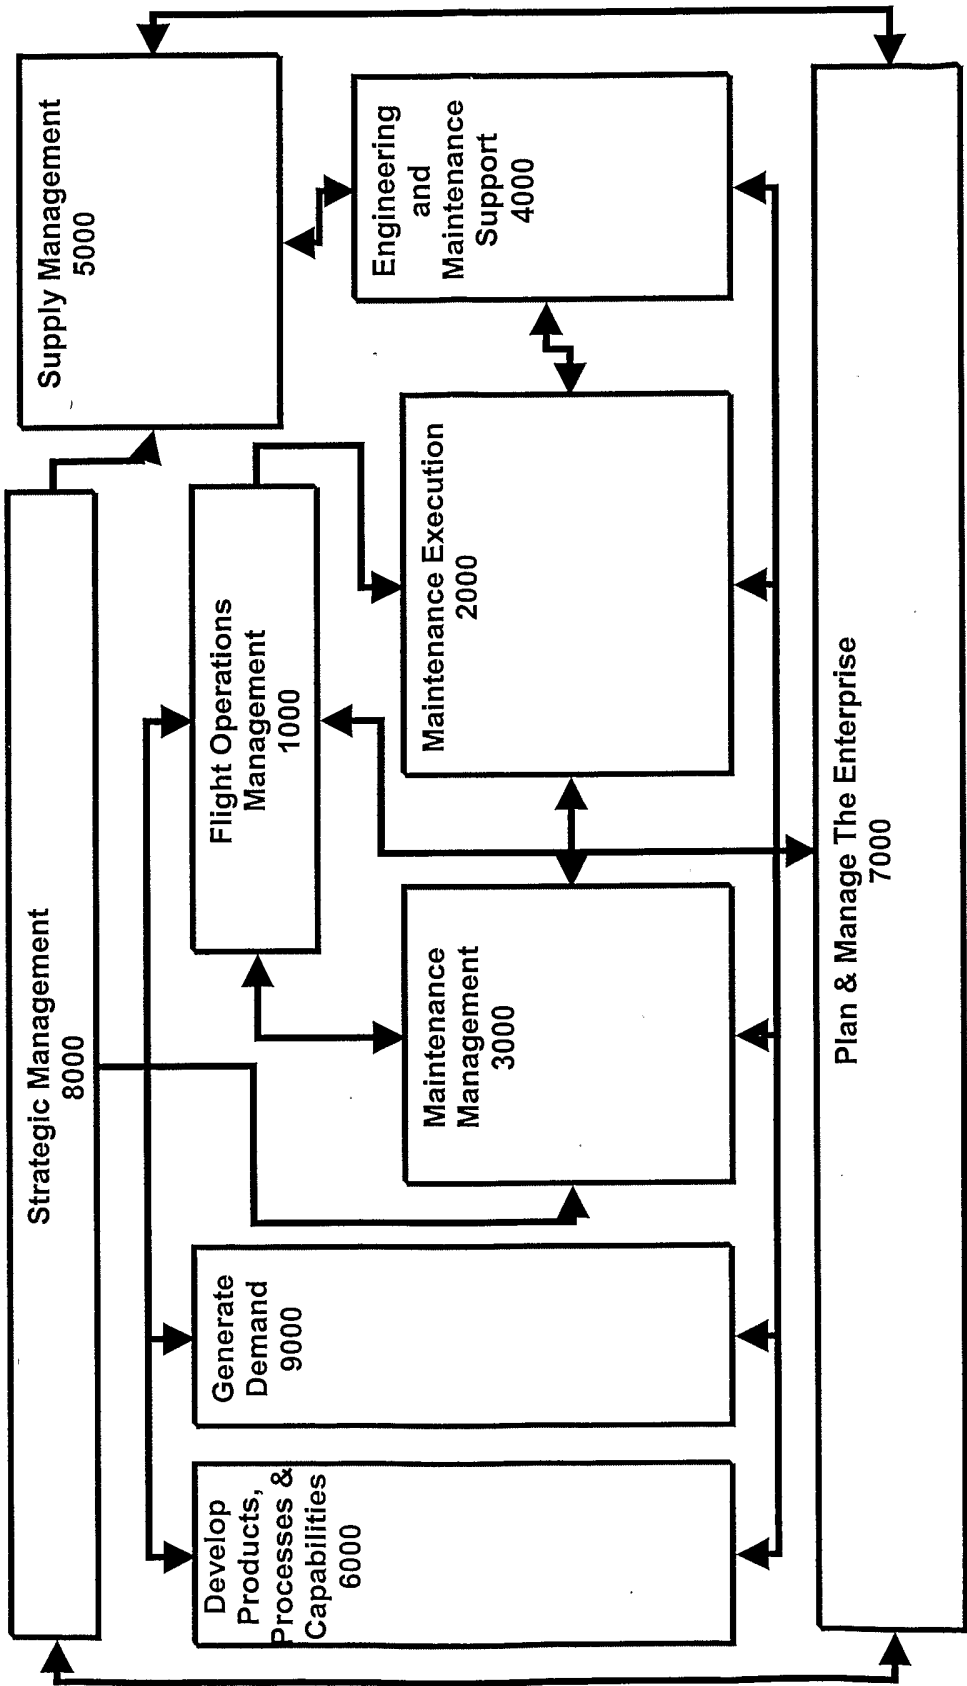 Strategic Management
8000
Supply Management
5000
Develop
Products,
Processes &
Capabilities
6000
Generate
Demand
9000
Flight Operations
Management
1000
Maintenance
Management
3000
Maintenance Execution
2000
Engineering
and
Maintenance
Support
4000
Plan & Manage The Enterprise
7000